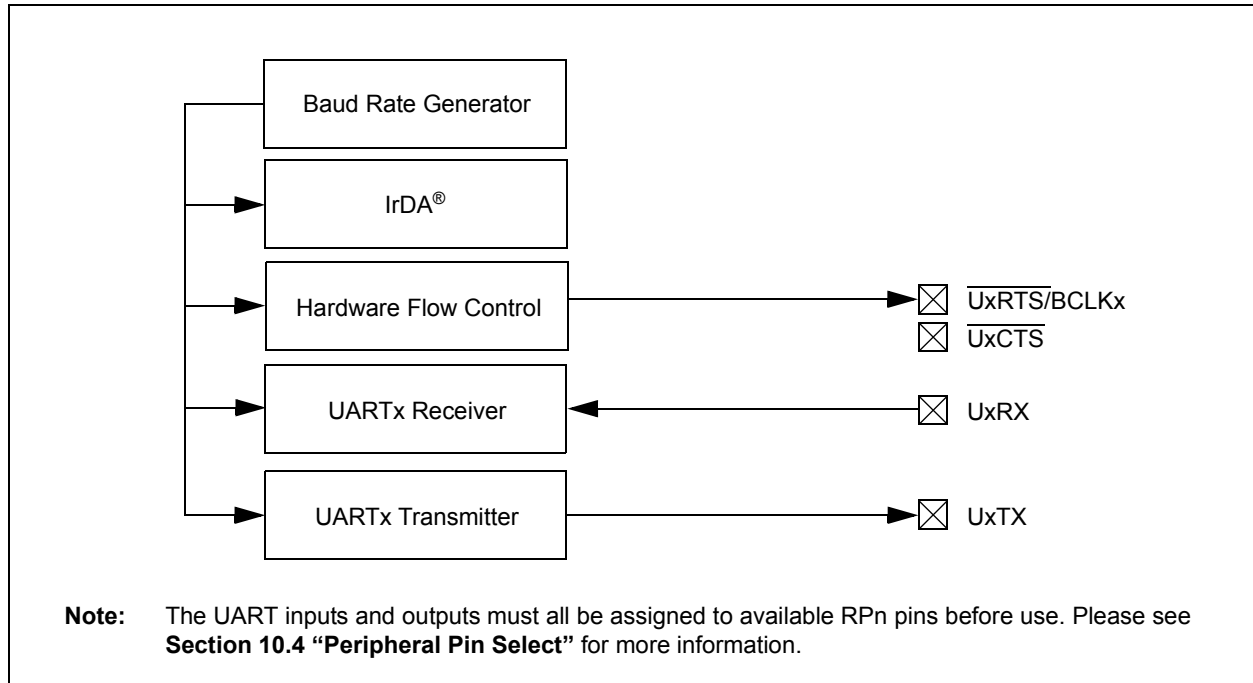 Baud Rate Generator
IrDA®
Hardware Flow Control
UxRTS/BCLKx
UxCTS
UARTx Receiver
UxRX
UARTx Transmitter
UxTX
Note: The UART inputs and outputs must all be assigned to available RPn pins before use. Please see
Section 10.4 “Peripheral Pin Select” for more information.